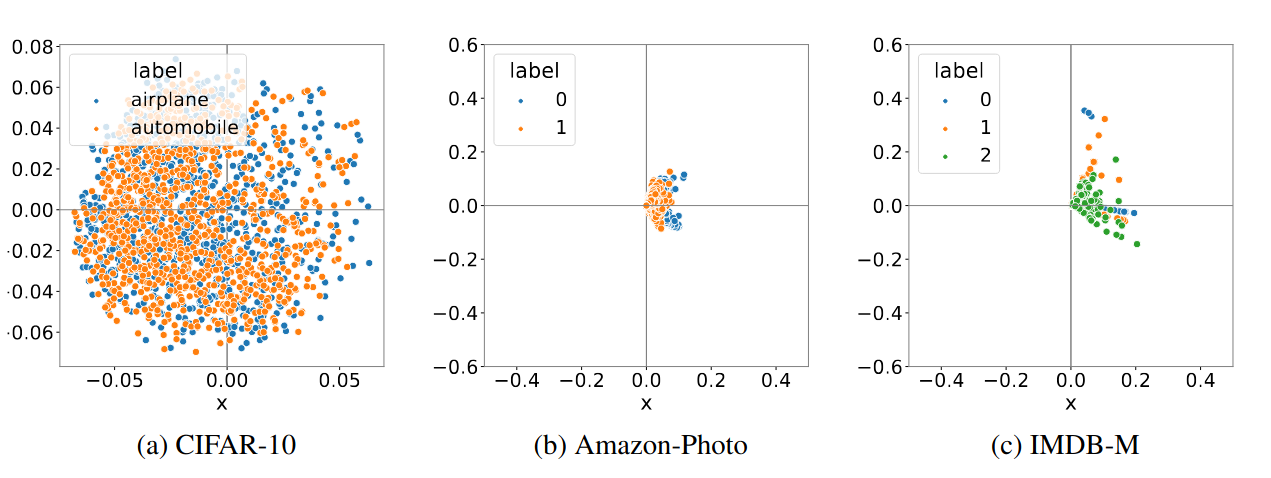 label
airplane
automobile
0.08
0.06
0.04
0.02
0.00
-0.02
-0.04
-0.06
−0.05 0.00 0.05
x
(a) CIFAR-10
label
0
1
0.6
0.4
0.2
0.0
−0.2
−0.4
−0.6
−0.4 −0.2 0.0 0.2 0.4
x
(b) Amazon-Photo
label
0
1
2
0.6
0.4
0.2
0.0
−0.2
−0.4
−0.6
−0.4 −0.2 0.0 0.2 0.4
x
(c) IMDB-M